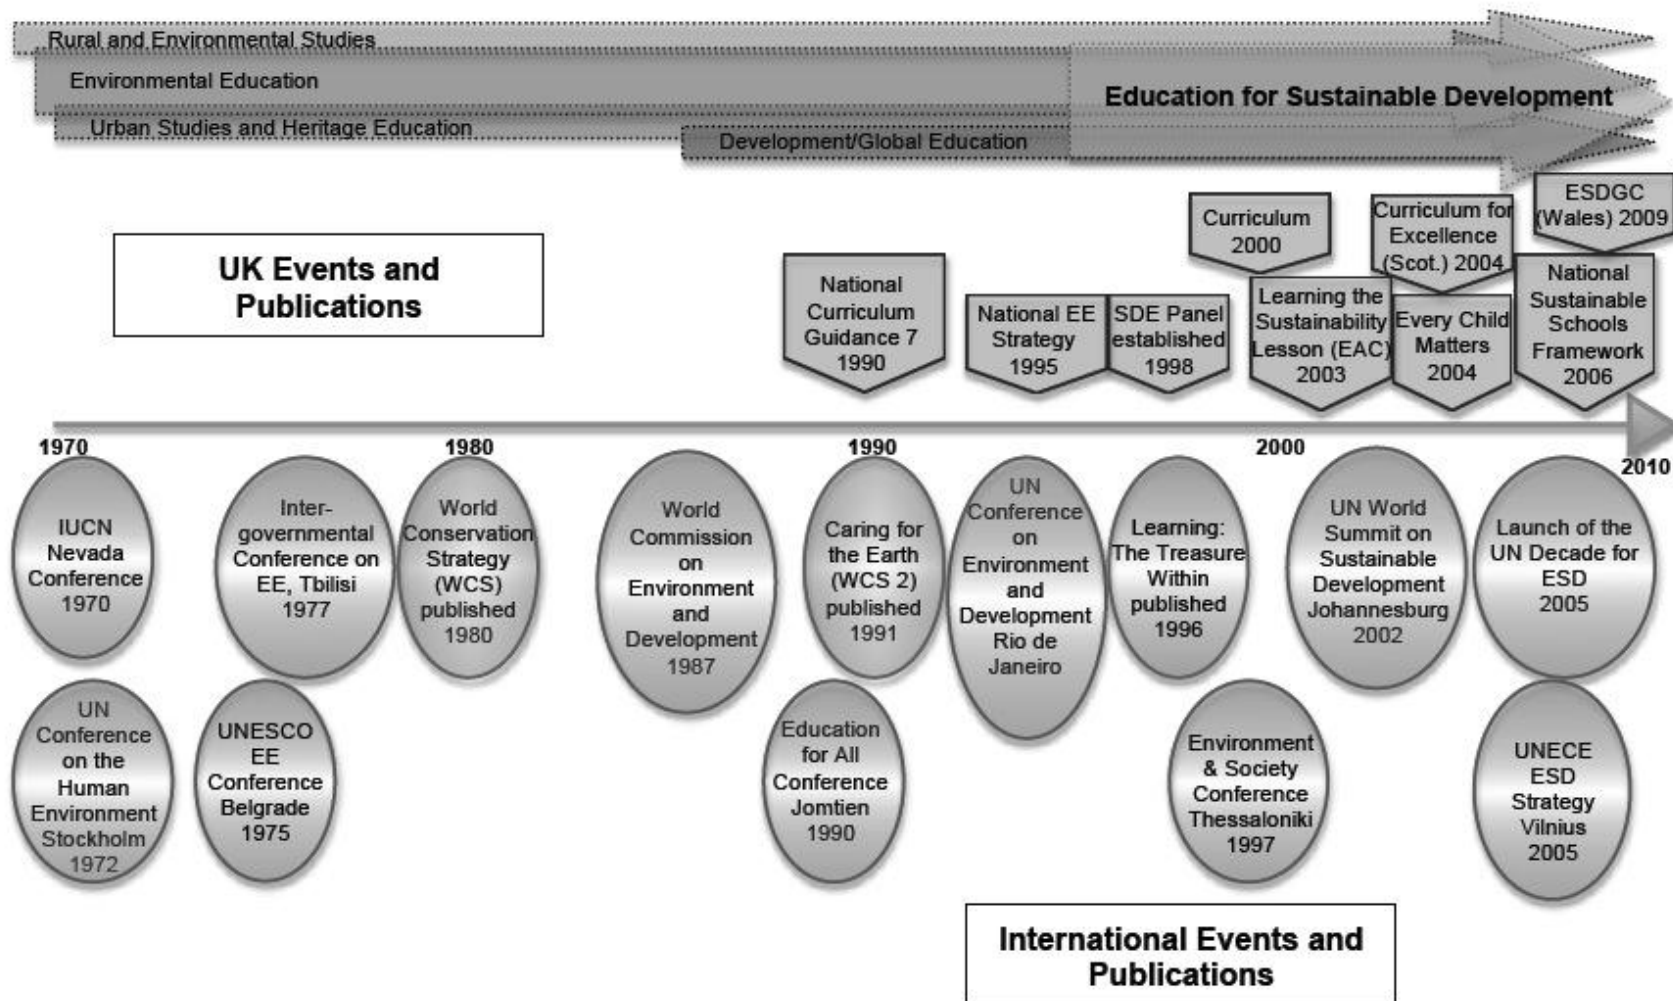 Rural and Environmental Studies
Environmental Education
Education for Sustainable Development
Urban Studies and Heritage Education
Development/Global Education
UK Events and
Publications
National
Curriculum
Guidance 7
1990
National EE
Strategy
1995
SDE Panel
established
1998
Curriculum
2000
Learning the
Sustainability
Lesson (EAC)
2003
Curriculum for
Excellence
(Scot.) 2004
Every Child
Matters
2004
ESDGC
(Wales) 2009
National
Sustainable
Schools
Framework
2006
1970
1980
1990
2000
2010
IUCN
Nevada
Conference
1970
Inter-
governmental
Conference on
EE, Tbilisi
1977
World
Conservation
Strategy
(WCS)
published
1980
World
Commission
on
Environment
and
Development
1987
Caring for
the Earth
(WCS 2)
published
1991
UN
Conference
on
Environment
and
Development
Rio de
Janeiro
Learning:
The Treasure
Within
published
1996
UN World
Summit on
Sustainable
Development
Johannesburg
2002
Launch of the
UN Decade for
ESD
2005
UN
Conference
on the
Human
Environment
Stockholm
1972
UNESCO
EE
Conference
Belgrade
1975
Education
for All
Conference
Jomtien
1990
Environment
& Society
Conference
Thessaloniki
1997
UNECE
ESD
Strategy
Vilnius
2005
International Events and
Publications